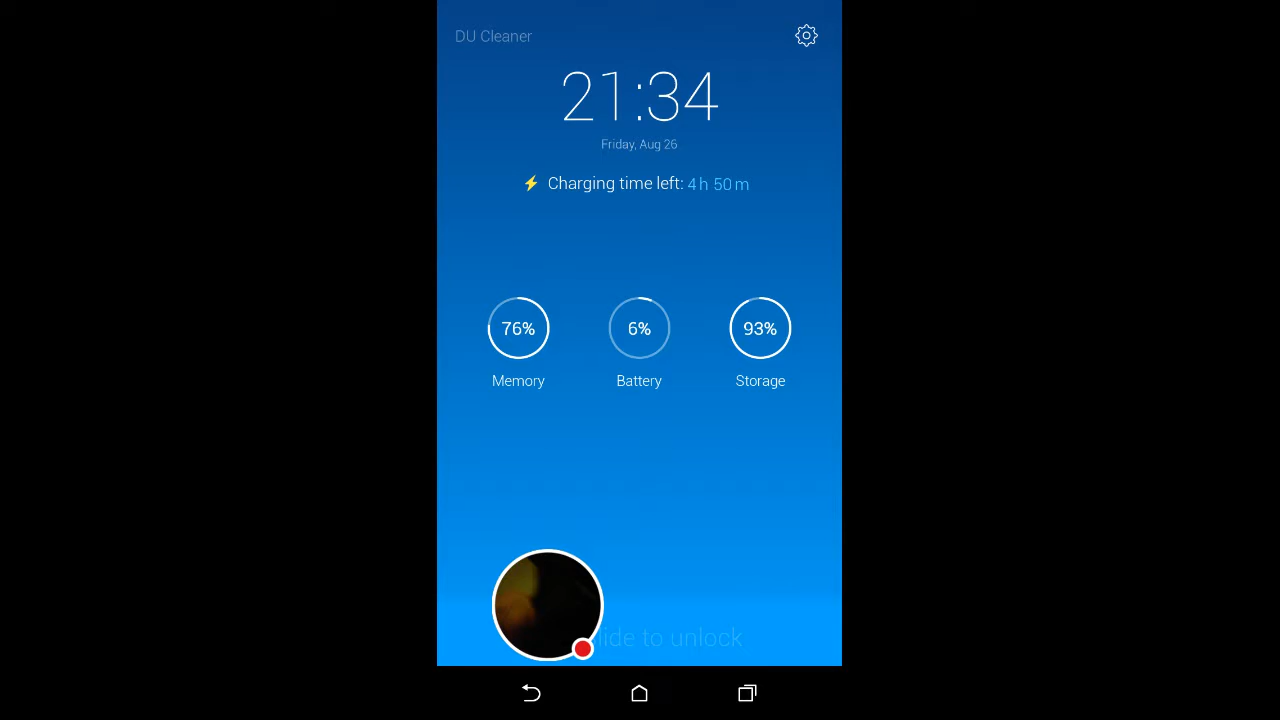 DU Cleaner
21:34
Friday, Aug 26
Charging time left: 4 h 50 m
76% 6% 93%
Memory Battery Storage
lide to unlock